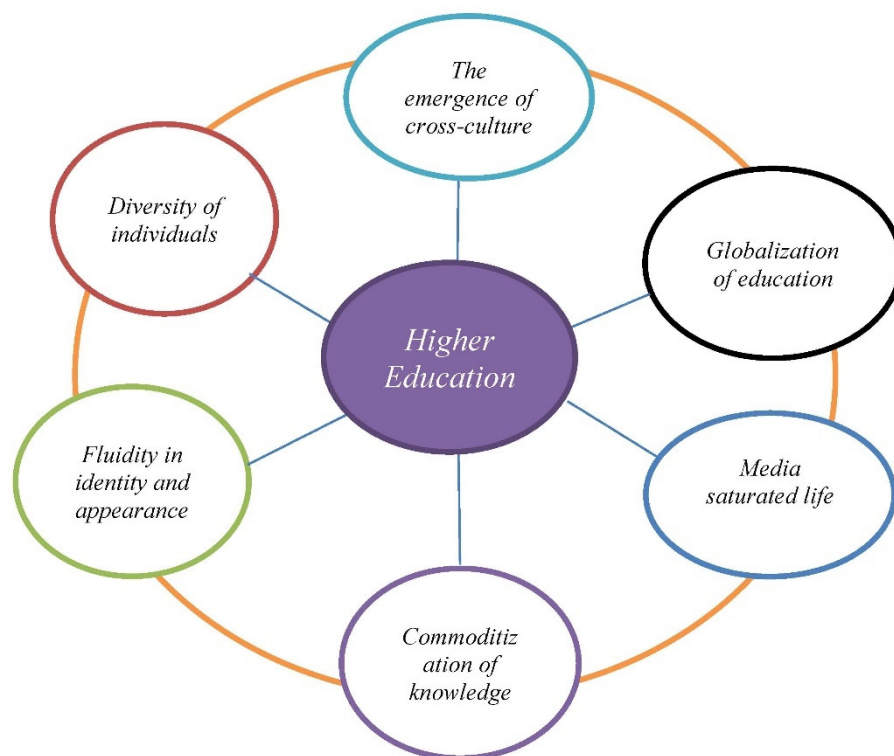 The
emergence of
cross-culture
Diversity of
individuals
Globalization
of education
Higher
Education
Fluidity in
identity and
appearance
Media
saturated life
Commoditiz
ation of
knowledge